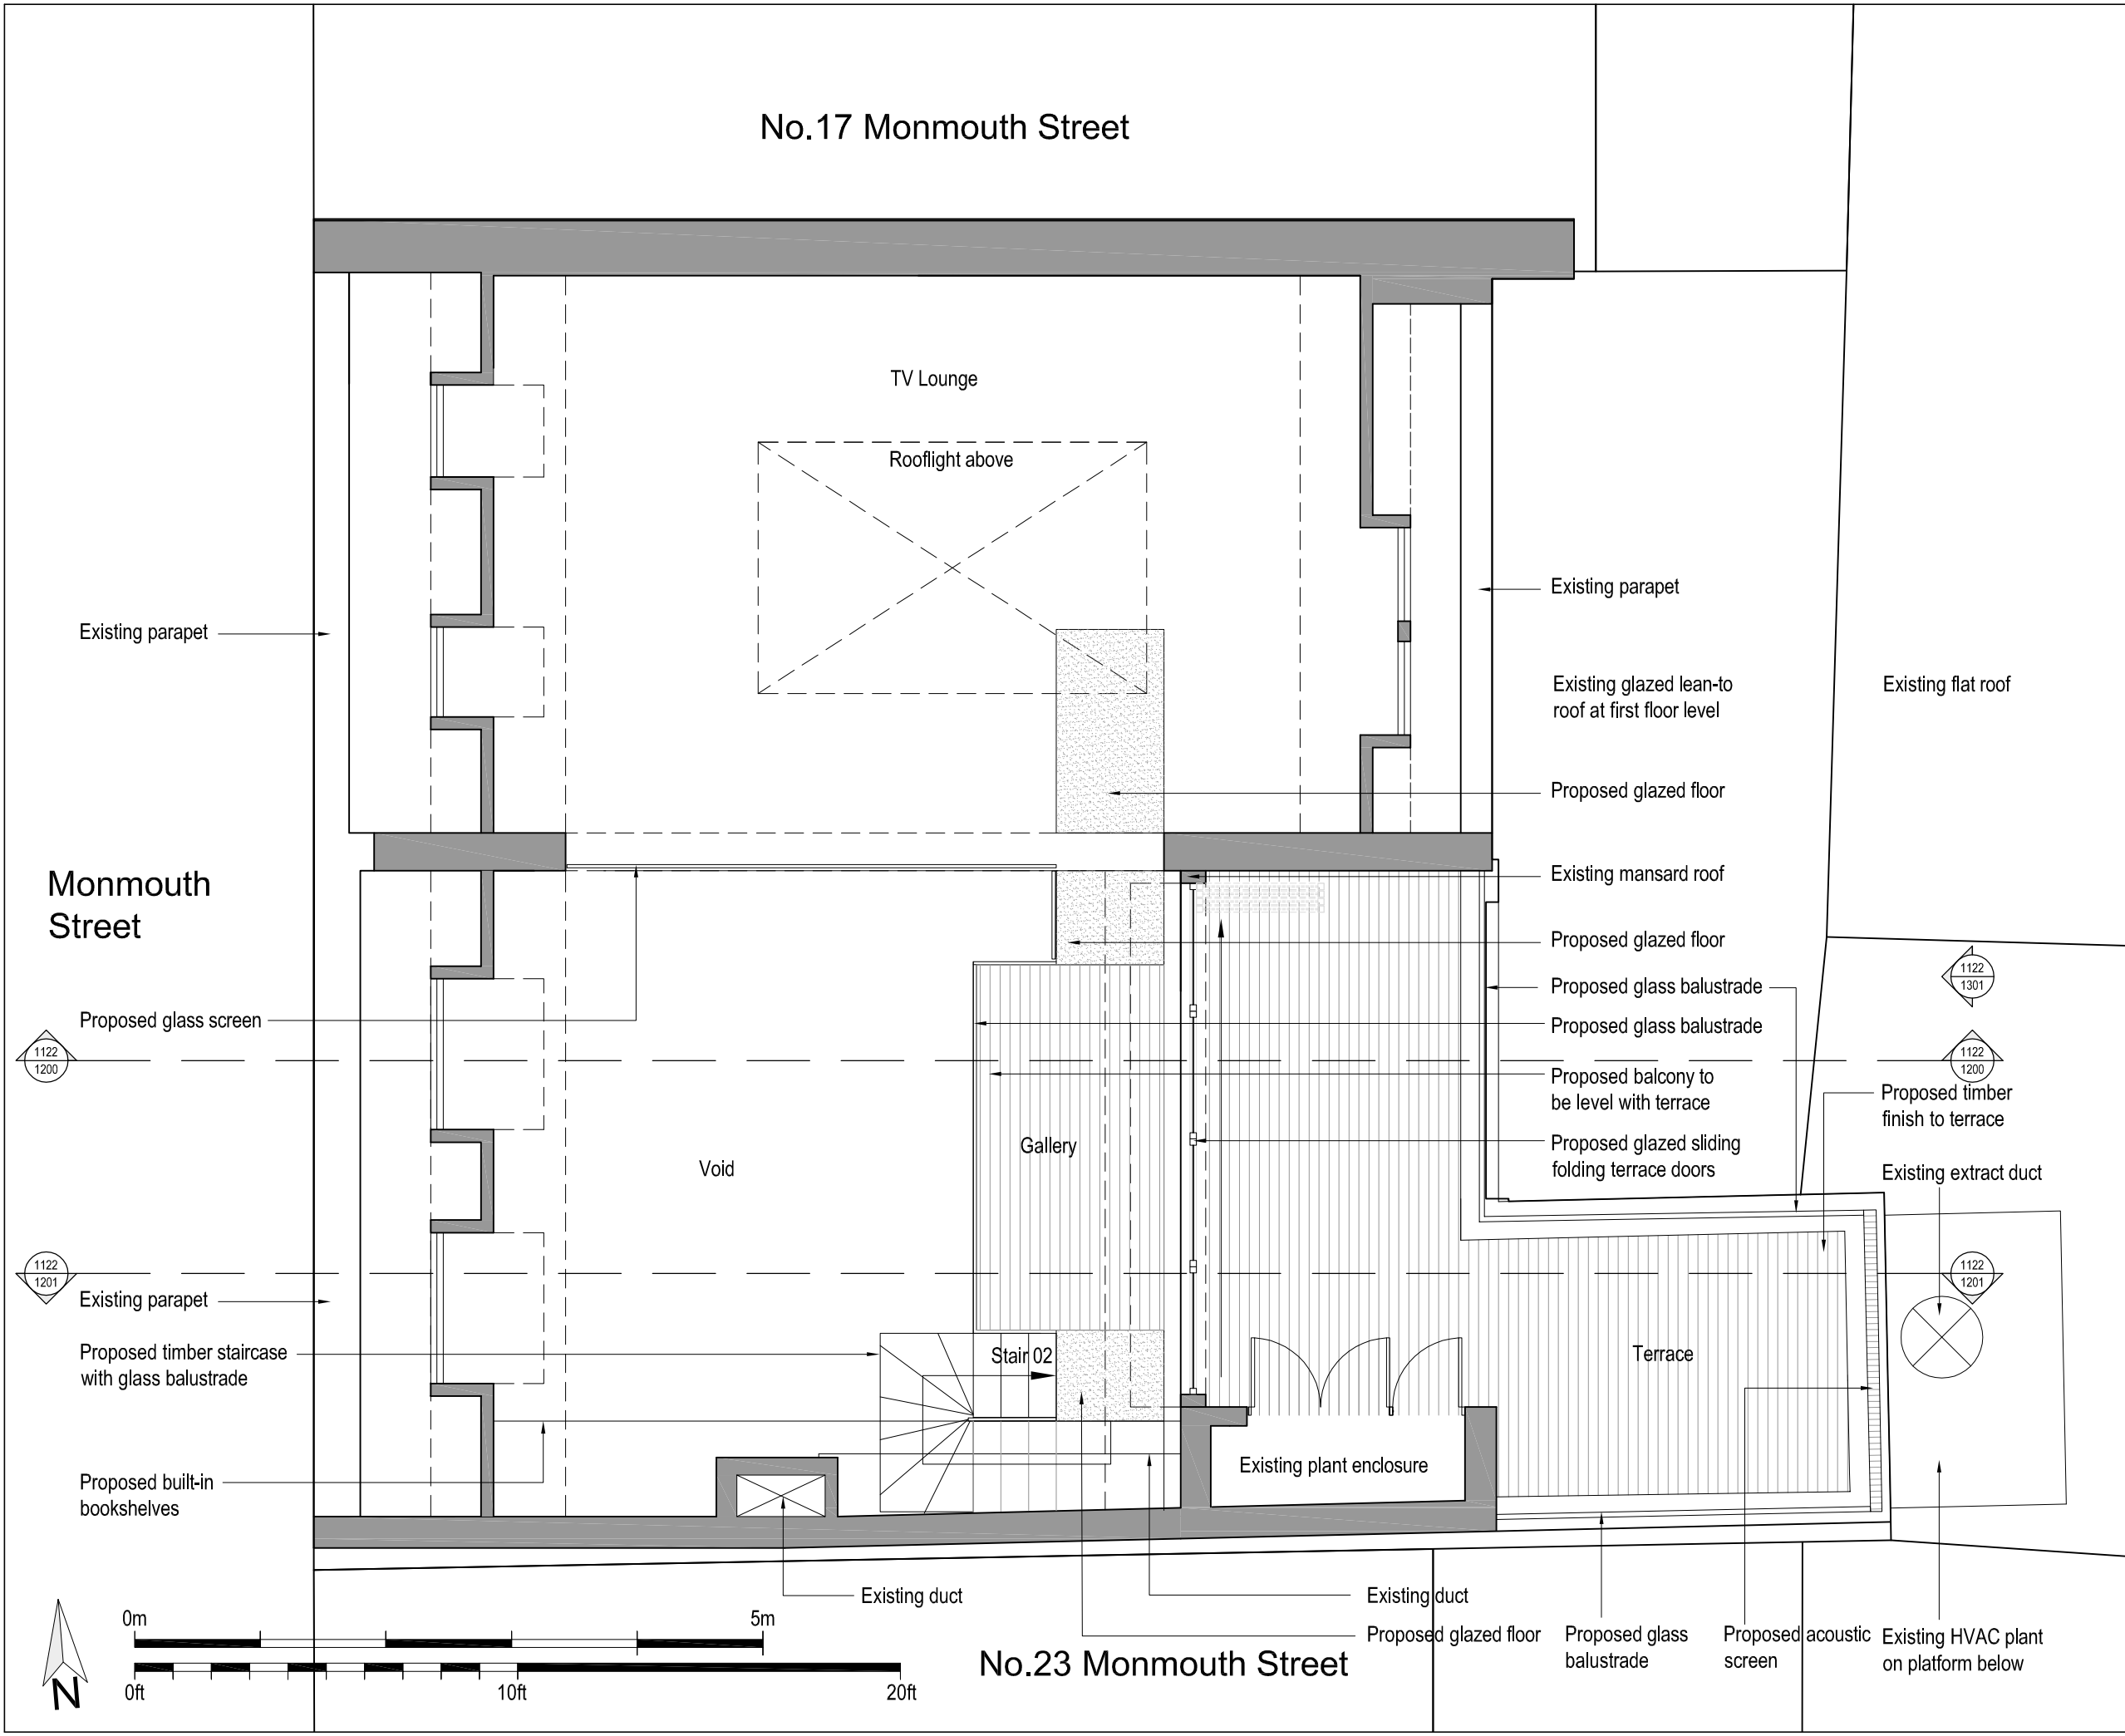 No.17 Monmouth Street
TV Lounge
Rooflight above
Existing parapet
Existing parapet
Existing glazed lean-to
roof at first floor level
Existing flat roof
Proposed glazed floor
Monmouth
Street
Existing mansard roof
Proposed glazed floor
1122
1301
Proposed glass balustrade
Proposed glass screen
Proposed glass balustrade
1122
1200
1122
1200
Proposed balcony to
be level with terrace
Proposed timber
finish to terrace
Gallery
Void
Proposed glazed sliding
folding terrace doors
Existing extract duct
1122
1201
1122
1201
Existing parapet
Proposed timber staircase
with glass balustrade
Stair 02
Terrace
Existing plant enclosure
Proposed built-in
bookshelves
Existing duct
Existing duct
Proposed glazed floor
Proposed glass
balustrade
Proposed acoustic
screen
Existing HVAC plant
on platform below
No.23 Monmouth Street
0m
5m
0ft
10ft
20ft
N